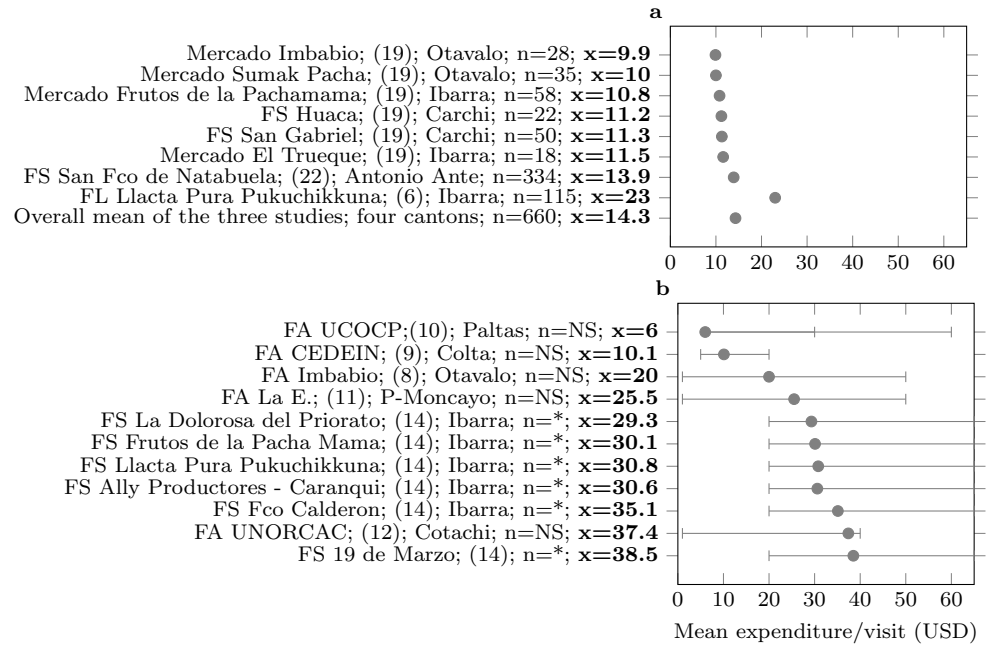 a
Mercado Imbabio; (19); Otavalo; n=28; x=9.9
Mercado Sumak Pacha; (19); Otavalo; n=35; x=10
Mercado Frutos de la Pachamama; (19); Ibarra; n=58; x=10.8
FS Huaca; (19); Carchi; n=22; x=11.2
FS San Gabriel; (19); Carchi; n=50; x=11.3
Mercado El Trueque; (19); Ibarra; n=18; x=11.5
FS San Fco de Natabuela; (22); Antonio Ante; n=334; x=13.9
FL Llacta Pura Pukuchikkuna; (6); Ibarra; n=115; x=23
Overall mean of the three studies; four cantons; n=660; x=14.3
0 10 20 30 40 50 60
b
FA UCOCP;(10); Paltas; n=NS; x=6
FA CEDEIN; (9); Colta; n=NS; x=10.1
FA Imbabio; (8); Otavalo; n=NS; x=20
FA La E.; (11); P-Moncayo; n=NS; x=25.5
FS La Dolorosa del Priorato; (14); Ibarra; n=*; x=29.3
FS Frutos de la Pacha Mama; (14); Ibarra; n=*; x=30.1
FS Llacta Pura Pukuchikkuna; (14); Ibarra; n=*; x=30.8
FS Ally Productores - Caranqui; (14); Ibarra; n=*; x=30.6
FS Fco Calderon; (14); Ibarra; n=*; x=35.1
FA UNORCAC; (12); Cotachi; n=NS; x=37.4
FS 19 de Marzo; (14); n=*; x=38.5
0 10 20 30 40 50 60
Mean expenditure/visit (USD)